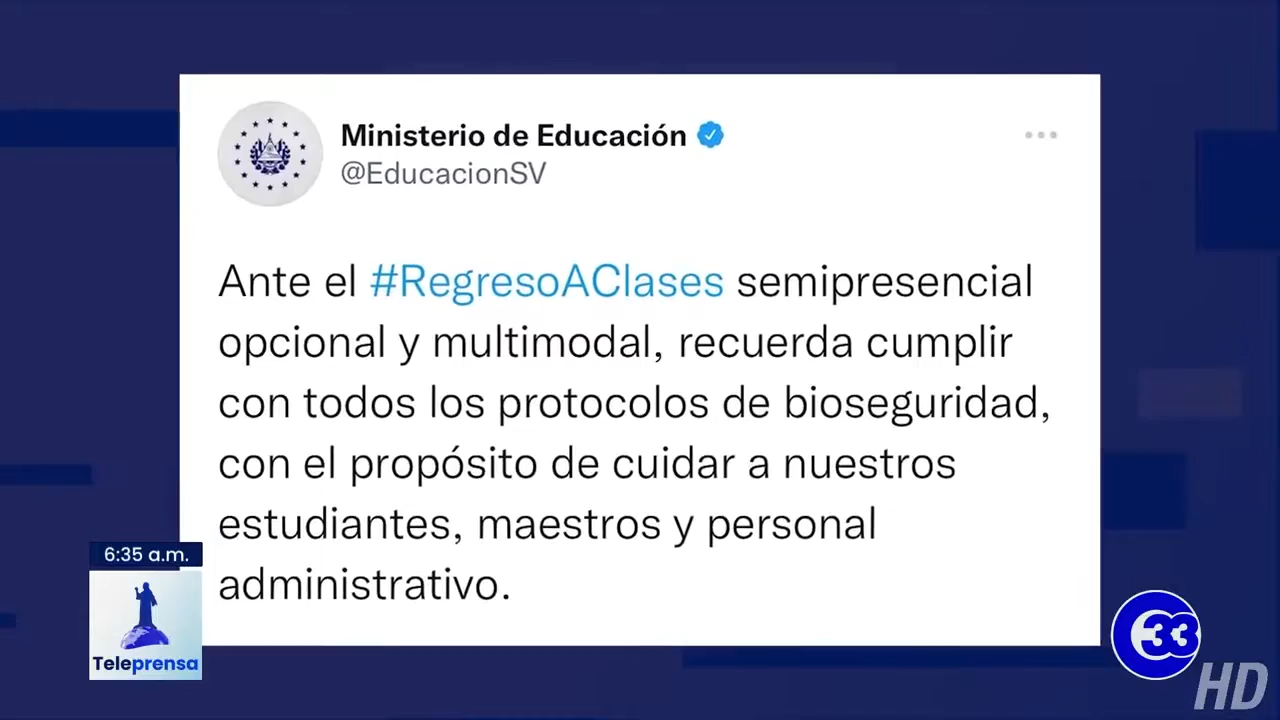 Ministerio de Educación
@EducacionSV
Ante el #RegresoAClases semipresencial
opcional y multimodal, recuerda cumplir
con todos los protocolos de bioseguridad,
con el propósito de cuidar a nuestros
estudiantes, maestros y personal
administrativo.
6:35 a.m.
Teleprensa
33
HD